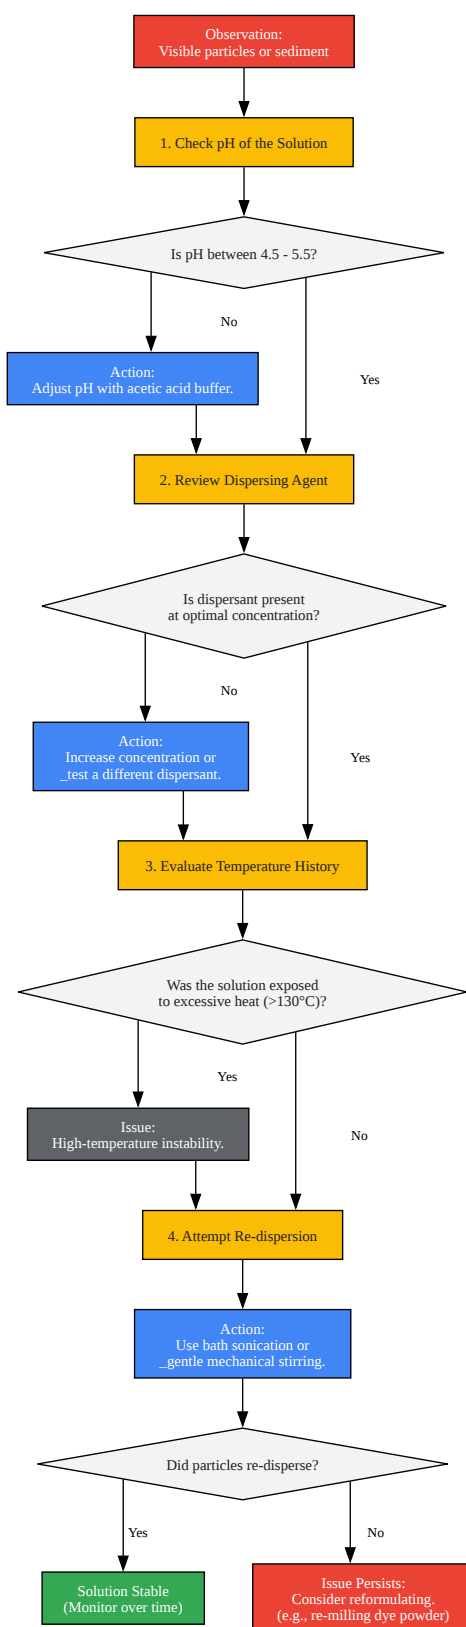 Observation:
Visible particles or sediment
1. Check pH of the Solution
Is pH between 4.5 - 5.5?
No
Yes
Action:
Adjust pH with acetic acid buffer.
2. Review Dispersing Agent
Is dispersant present
at optimal concentration?
No
Yes
Action:
Increase concentration or
_test a different dispersant.
3. Evaluate Temperature History
Was the solution exposed
to excessive heat (>130°C)?
Yes
No
Issue:
High-temperature instability.
4. Attempt Re-dispersion
Action:
Use bath sonication or
_gentle mechanical stirring.
Did particles re-disperse?
Yes
No
Solution Stable
(Monitor over time)
Issue Persists:
Consider reformulating.
(e.g., re-milling dye powder)